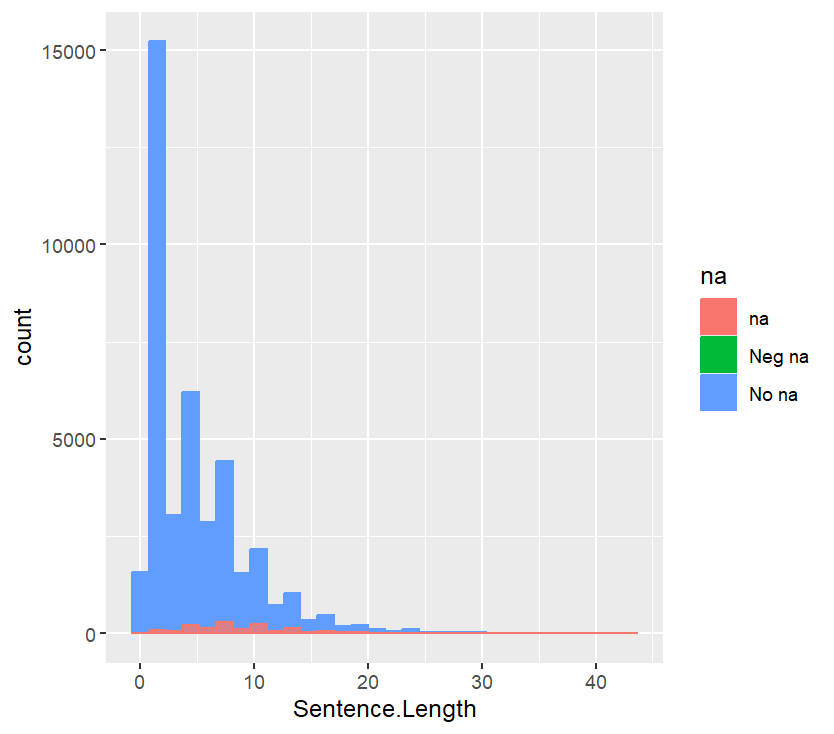 15000
10000
5000
0
count
0 10 20 30 40
Sentence.Length
na
na
Neg na
No na